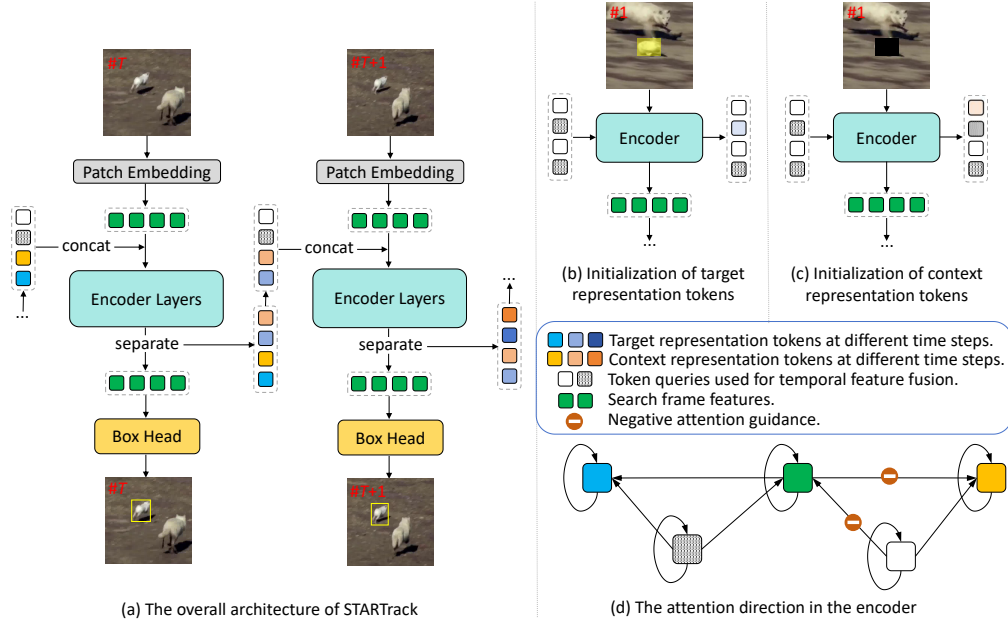 #T
Patch Embedding
concat
...
Encoder Layers
separate
Box Head
#T
#T+1
Patch Embedding
concat
Encoder Layers
separate
...
Box Head
#T+1
(a) The overall architecture of STARTrack
#1
Encoder
...
(b) Initialization of target
representation tokens
#1
Encoder
...
(c) Initialization of context
representation tokens
Target representation tokens at different time steps.
Context representation tokens at different time steps.
Token queries used for temporal feature fusion.
Search frame features.
Negative attention guidance.
(d) The attention direction in the encoder